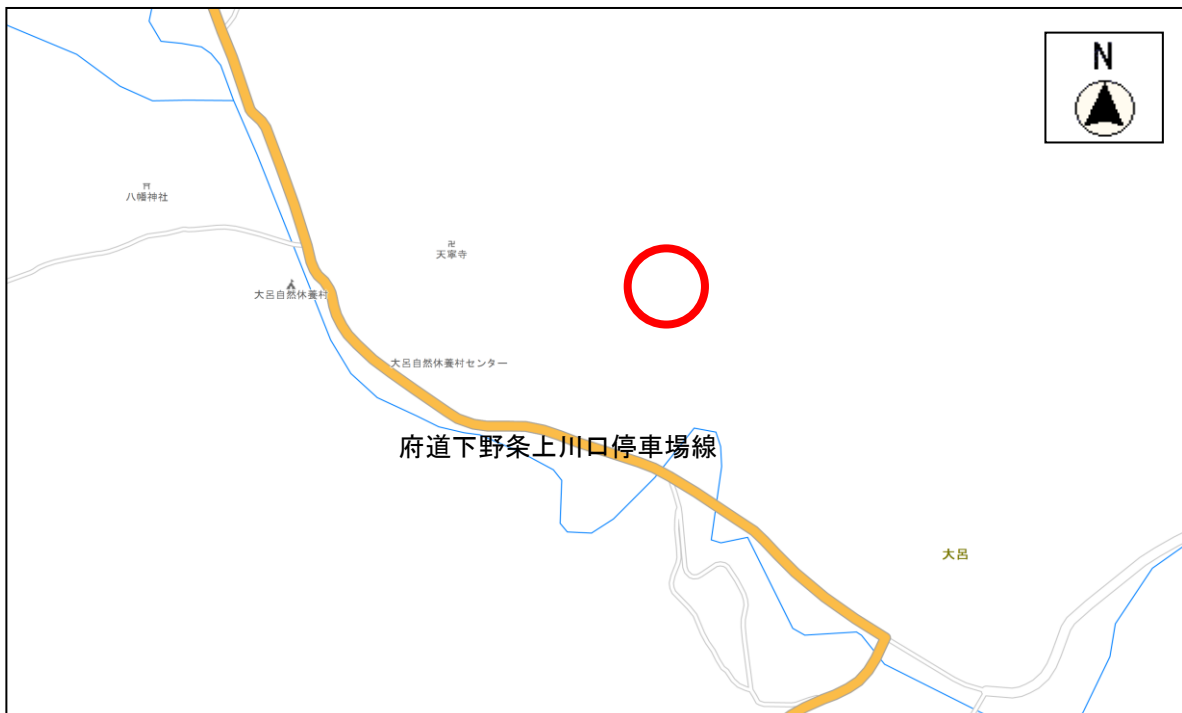 N
八幡神社
天寧寺
大呂自然休養村
大呂自然休養村センター
府道下野条上川口停車場線
大呂